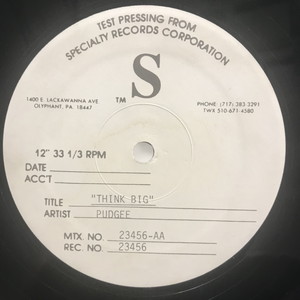 TEST PRESSING FROM
SPECIALTY RECORDS CORPORATION
S
TM
1400 E. LACKAWANNA AVE
OLYPHANT, PA. 18447
PHONE: (717)-383-3291
TWX 510-671-4580
12" 33 1/3 RPM
DATE
ACC'T
TITLE "THINK BIG"
ARTIST PUDGEE
MTX. NO. 23456-AA
REC. NO. 23456